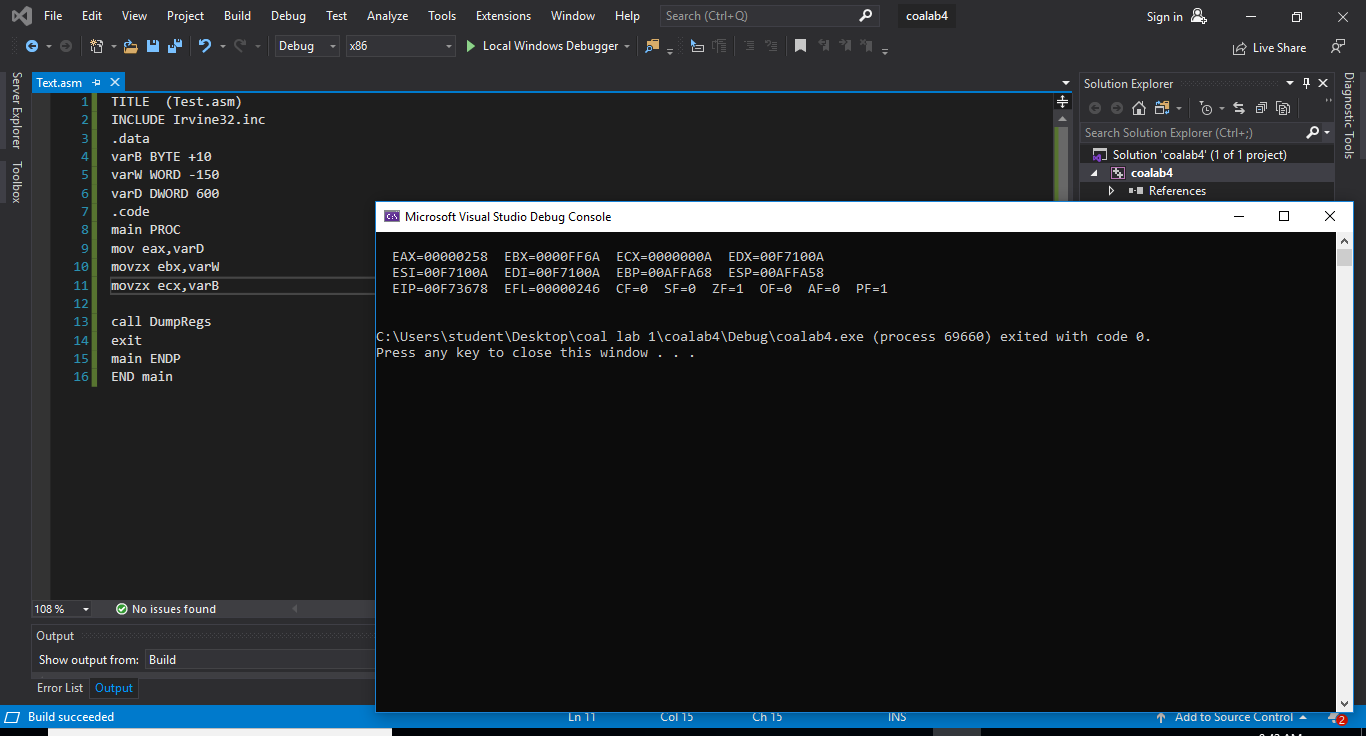 File Edit View Project Build Debug Test Analyze Tools Extensions Window Help Search (Ctrl+Q) coalab4 Sign in
Debug x86 Local Windows Debugger Live Share
Server Explorer
Toolbox
Text.asm
1 TITLE  (Test.asm)
2 INCLUDE Irvine32.inc
3 .data
4 varB BYTE +10
5 varW WORD -150
6 varD DWORD 600
7 .code
8 main PROC
9 mov eax,varD
10 movzx ebx,varW
11 movzx ecx,varB
12
13 call DumpRegs
14 exit
15 main ENDP
16 END main
Solution Explorer
Search Solution Explorer (Ctrl+;)
Solution 'coalab4' (1 of 1 project)
coalab4
References
Diagnostic Tools
C:\ Microsoft Visual Studio Debug Console
EAX=00000258  EBX=0000FF6A  ECX=0000000A  EDX=00F7100A
ESI=00F7100A  EDI=00F7100A  EBP=00AFFA68  ESP=00AFFA58
EIP=00F73678  EFL=00000246  CF=0  SF=0  ZF=1  OF=0  AF=0  PF=1
C:\Users\student\Desktop\coal lab 1\coalab4\Debug\coalab4.exe (process 69660) exited with code 0.
Press any key to close this window . . .
108 % No issues found
Output
Show output from: Build
Error List Output
Build succeeded Ln 11 Col 15 Ch 15 INS Add to Source Control 2